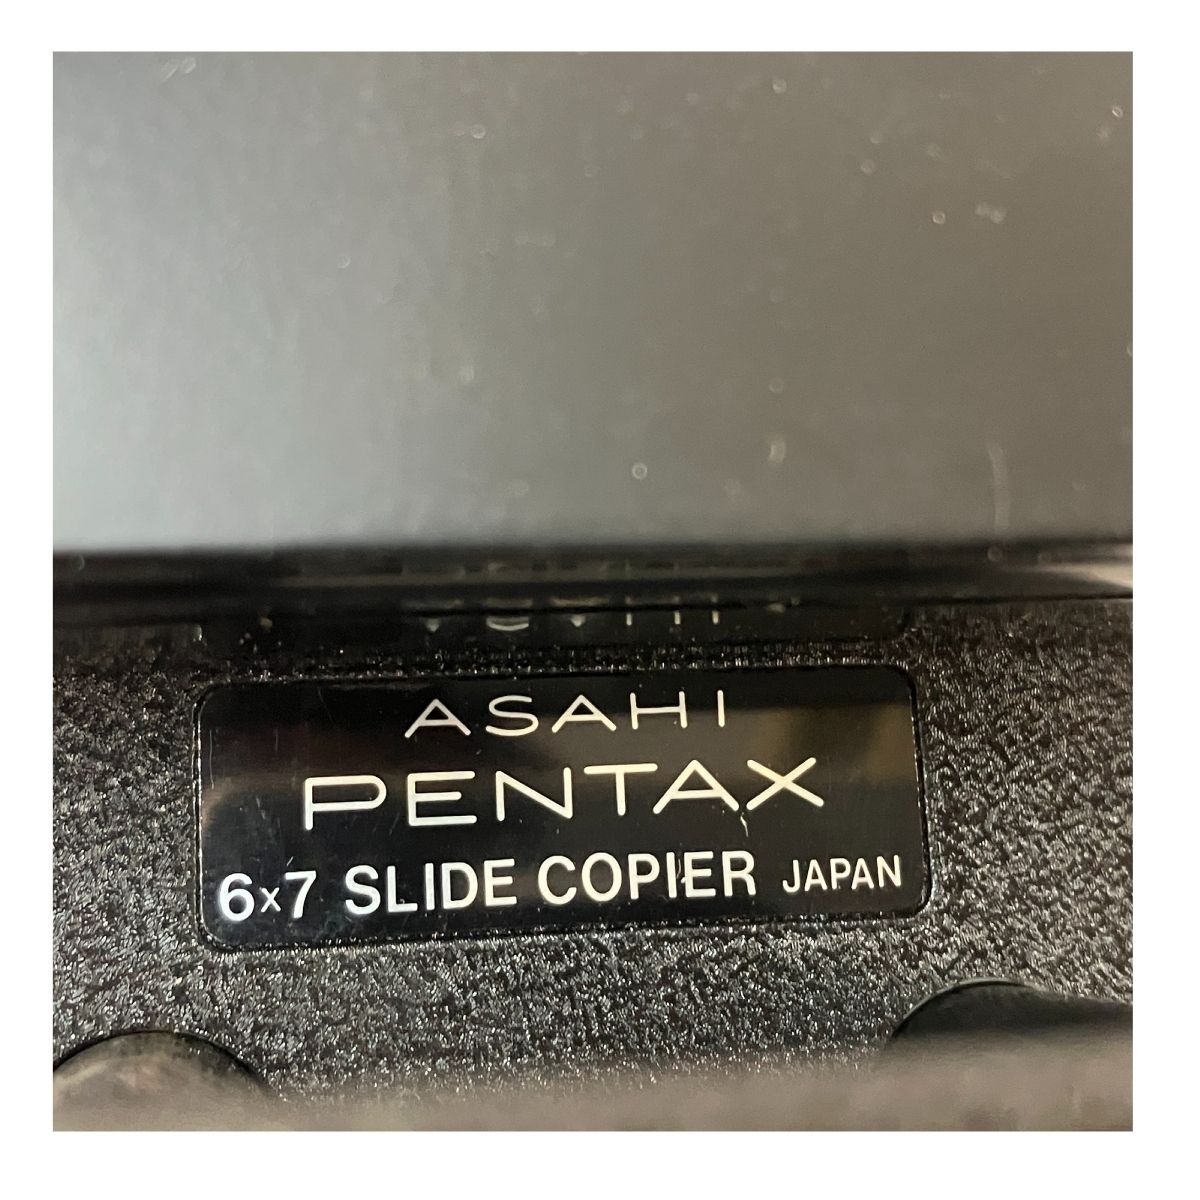 ASAHI
PENTAX
6x7 SLIDE COPIER JAPAN